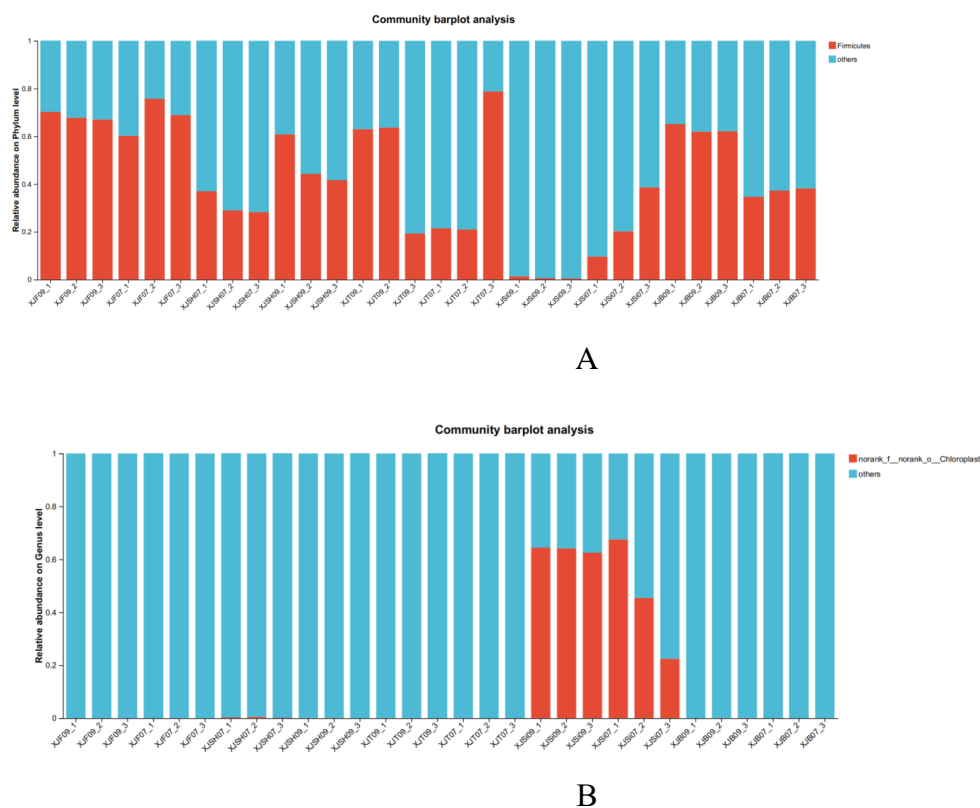 Community barplot analysis
Relative abundance on Phylum level
1
0.8
0.6
0.4
0.2
0
Firmicutes
others
XJF09_1
XJF09_2
XJF09_3
XJF07_1
XJF07_2
XJF07_3
XJSH07_1
XJSH07_2
XJSH07_3
XJSH09_1
XJSH09_2
XJSH09_3
XJT09_1
XJT09_2
XJT09_3
XJT07_1
XJT07_2
XJT07_3
XJSI09_1
XJSI09_2
XJSI09_3
XJSI07_1
XJSI07_2
XJSI07_3
XJB09_1
XJB09_2
XJB09_3
XJB07_1
XJB07_2
XJB07_3
A
Community barplot analysis
Relative abundance on Genus level
1
0.8
0.6
0.4
0.2
0
norank_f__norank_o__Chloroplast
others
XJF09_1
XJF09_2
XJF09_3
XJF07_1
XJF07_2
XJF07_3
XJSH07_1
XJSH07_2
XJSH07_3
XJSH09_1
XJSH09_2
XJSH09_3
XJT09_1
XJT09_2
XJT09_3
XJT07_1
XJT07_2
XJT07_3
XJSI09_1
XJSI09_2
XJSI09_3
XJSI07_1
XJSI07_2
XJSI07_3
XJB09_1
XJB09_2
XJB09_3
XJB07_1
XJB07_2
XJB07_3
B